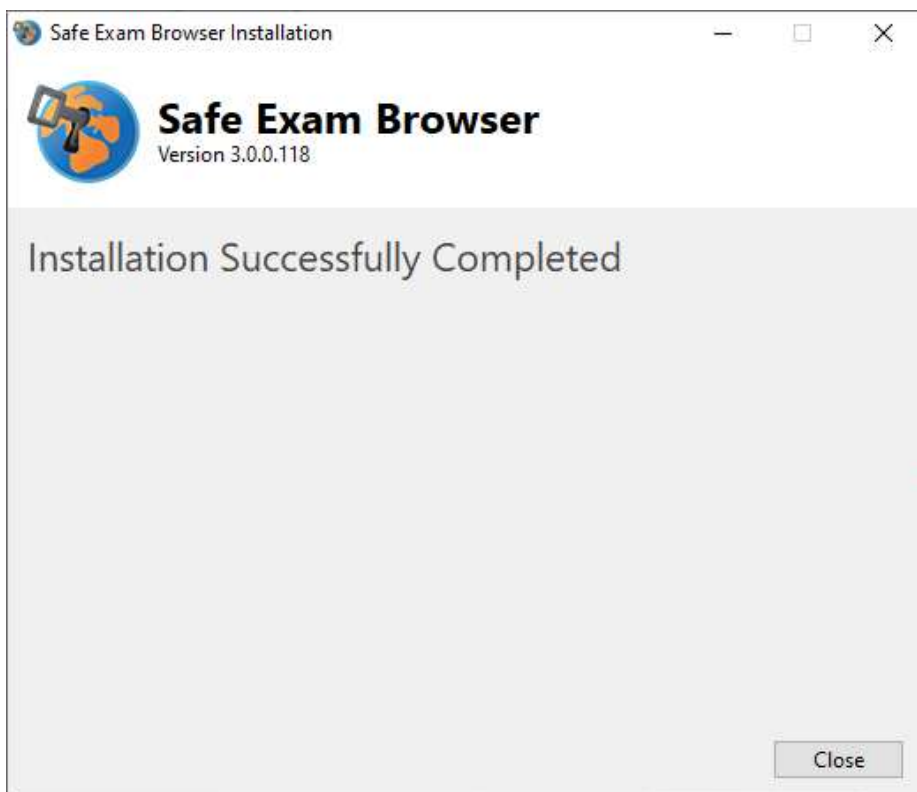 Safe Exam Browser Installation
Safe Exam Browser
Version 3.0.0.118
Installation Successfully Completed
Close